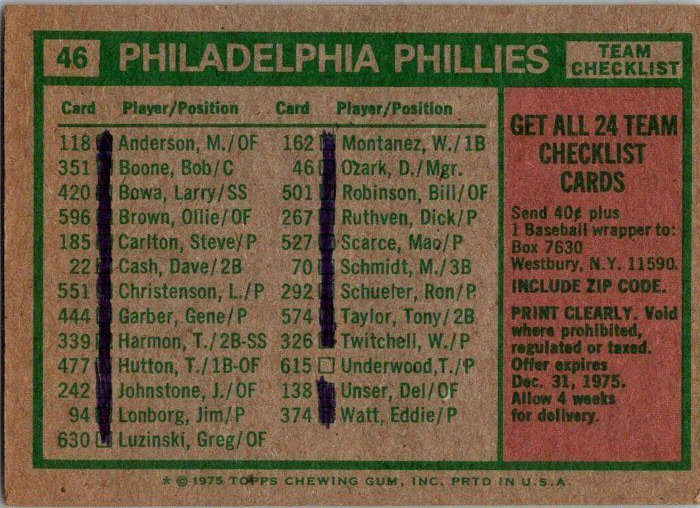 46 PHILADELPHIA PHILLIES TEAM CHECKLIST
Card Player/Position Card Player/Position
118 Anderson, M./OF 162 Montanez, W./1B
351 Boone, Bob/C 46 Ozark, D./Mgr.
420 Bowa, Larry/SS 501 Robinson, Bill/OF
596 Brown, Ollie/OF 267 Ruthven, Dick/P
185 Carlton, Steve/P 527 Scarce, Mac/P
22 Cash, Dave/2B 70 Schmidt, M./3B
551 Christenson, L./P 292 Schueler, Ron/P
444 Garber, Gene/P 574 Taylor, Tony/2B
339 Harmon, T./2B-SS 326 Twitchell, W./P
477 Hutton, T./1B-OF 615 Underwood,T./P
242 Johnstone, J./OF 138 Unser, Del/OF
94 Lonborg, Jim/P 374 Watt, Eddie/P
630 Luzinski, Greg/OF
GET ALL 24 TEAM
CHECKLIST
CARDS
Send 40¢ plus
1 Baseball wrapper to:
Box 7630
Westbury, N.Y. 11590.
INCLUDE ZIP CODE.
PRINT CLEARLY. Void
where prohibited,
regulated or taxed.
Offer expires
Dec. 31, 1975.
Allow 4 weeks
for delivery.
* © 1975 TOPPS CHEWING GUM, INC. PRTD IN U.S.A.